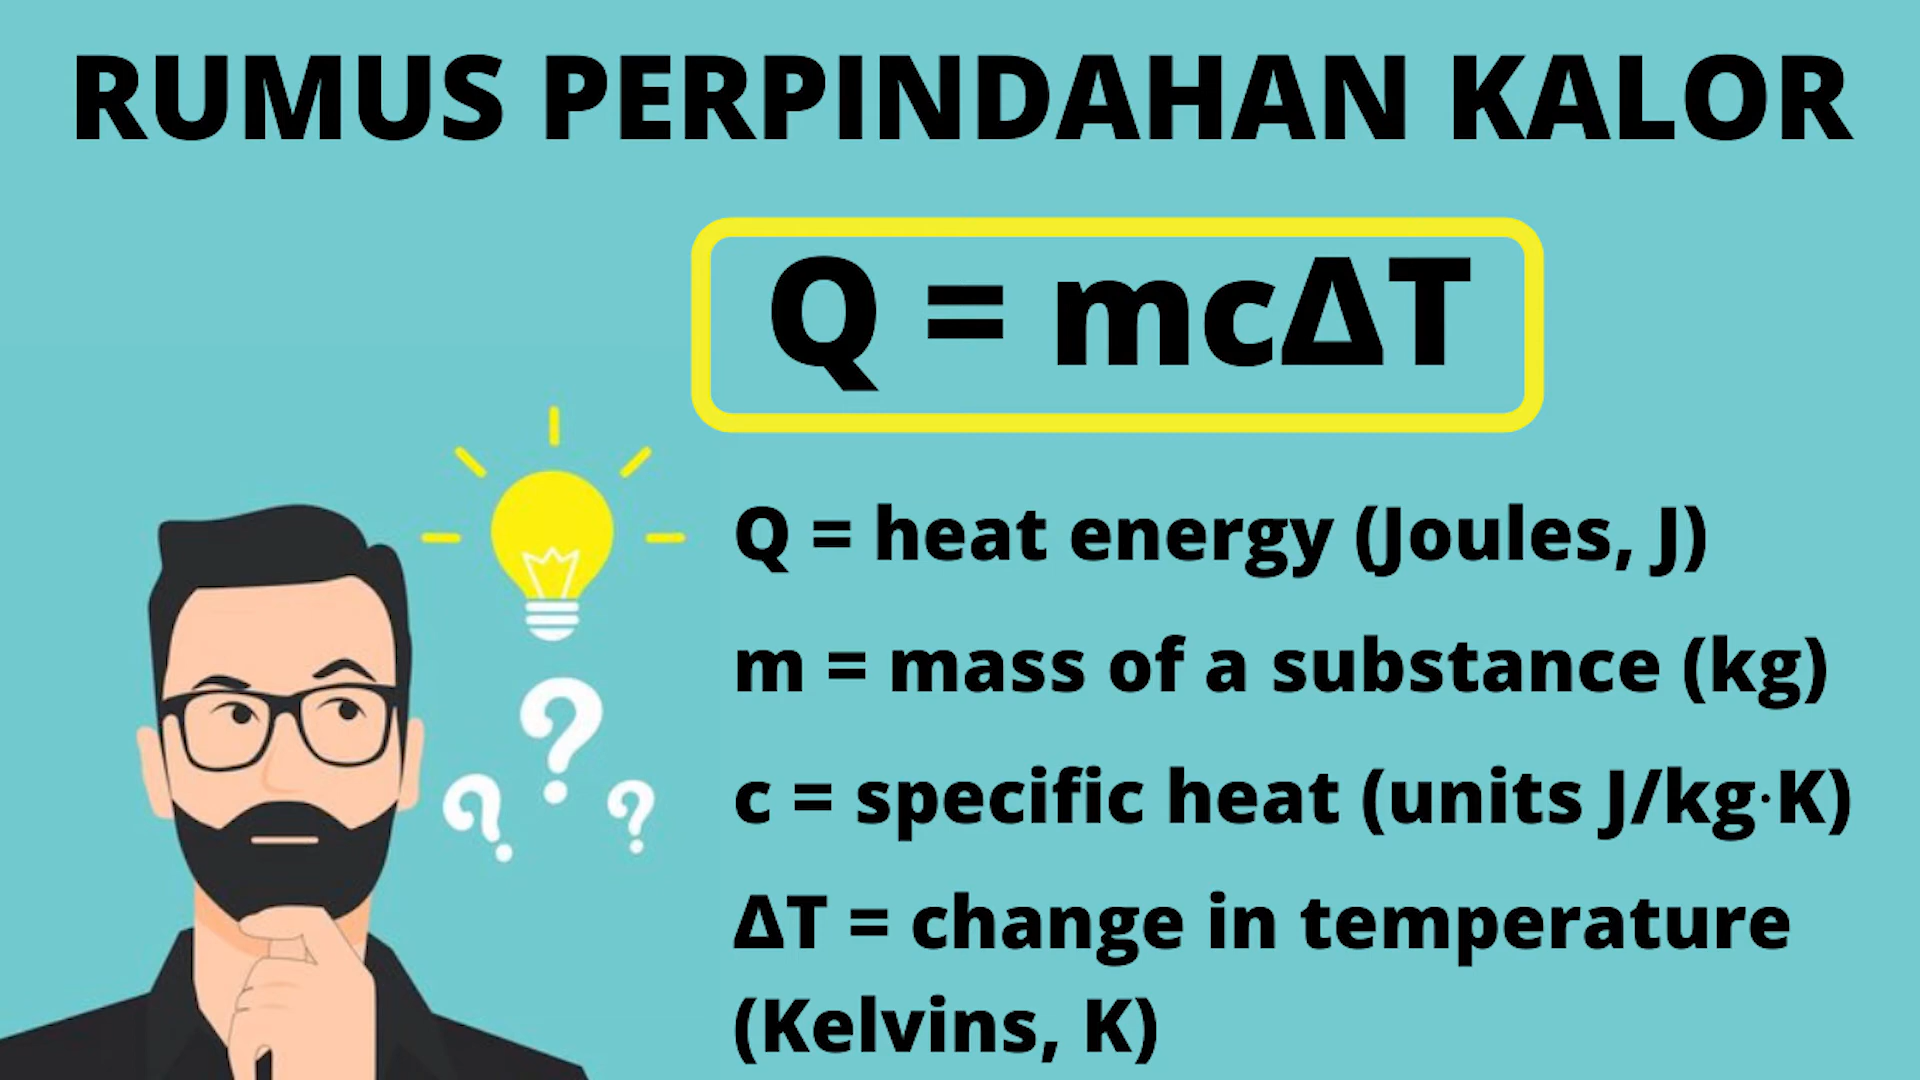 RUMUS PERPINDAHAN KALOR
Q = mcΔT
Q = heat energy (Joules, J)
m = mass of a substance (kg)
c = specific heat (units J/kg·K)
ΔT = change in temperature
(Kelvins, K)